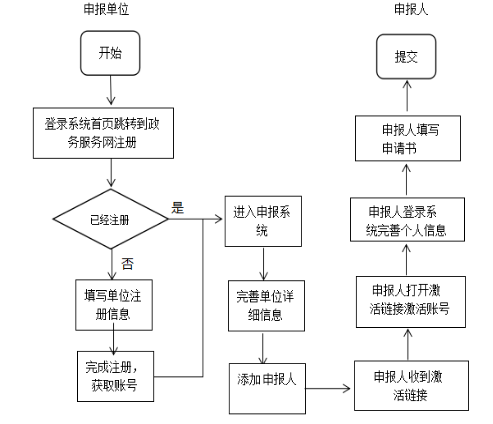 申报单位
申报人
开始
提交
登录系统首页跳转到政
务服务网注册
申报人填写
申请书
已经注册
是
否
进入申报系
统
申报人登录系
统完善个人信息
填写单位注
册信息
完善单位详
细信息
申报人打开激
活链接激活账号
完成注册，
获取账号
添加申报人
申报人收到激
活链接